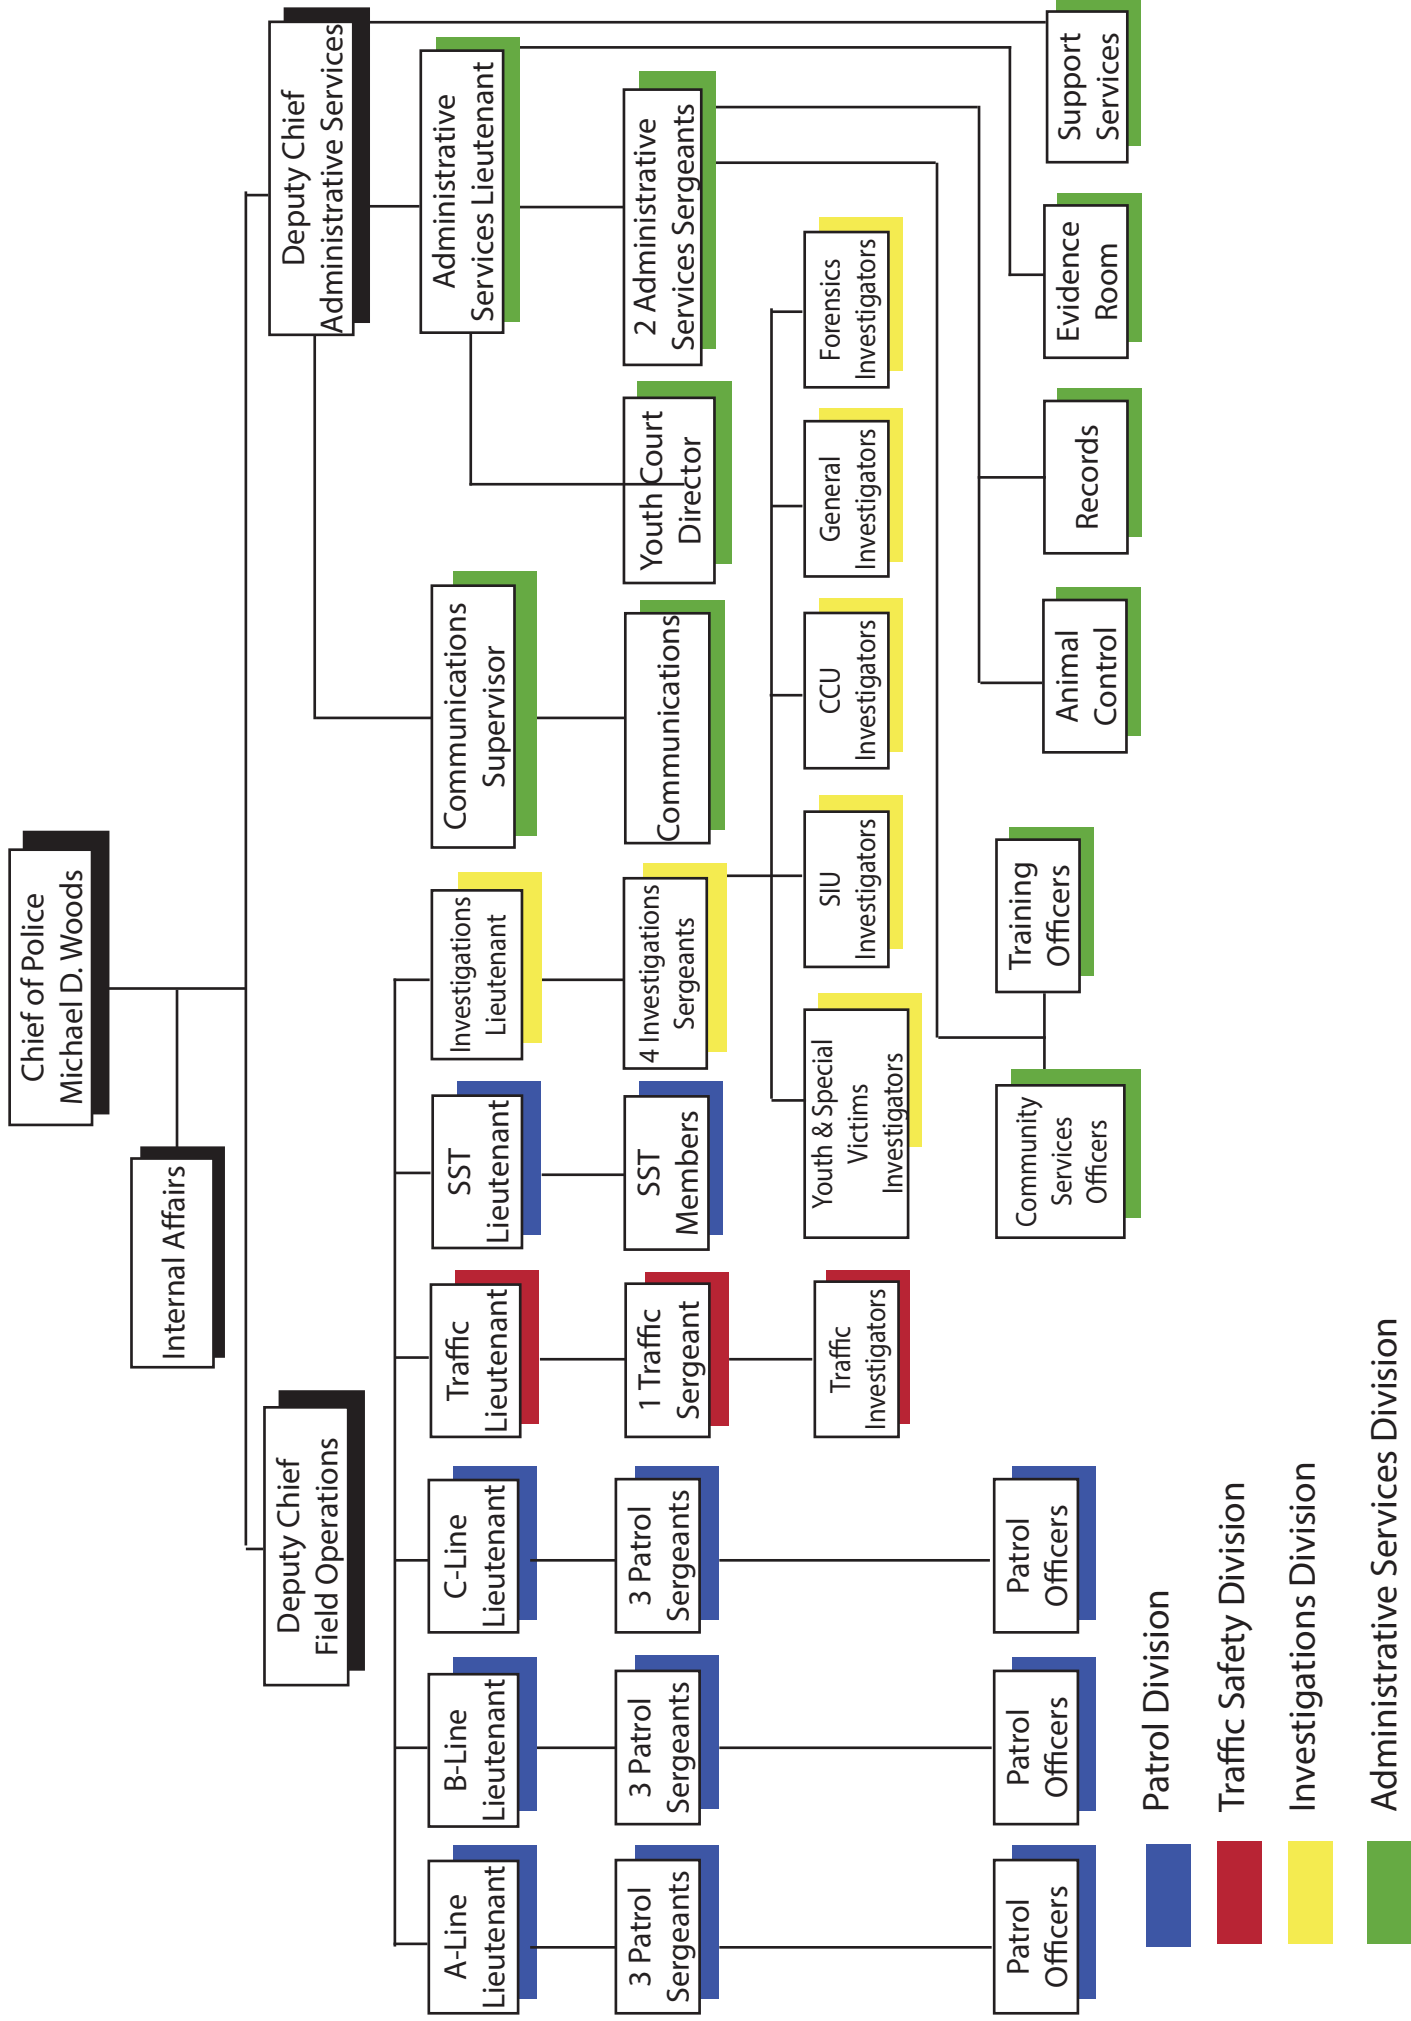 Chief of Police
Michael D. Woods
Internal Affairs
Deputy Chief
Field Operations
Deputy Chief
Administrative Services
A-Line
Lieutenant
B-Line
Lieutenant
C-Line
Lieutenant
Traffic
Lieutenant
SST
Lieutenant
Investigations
Lieutenant
Communications
Supervisor
Administrative
Services Lieutenant
3 Patrol
Sergeants
3 Patrol
Sergeants
3 Patrol
Sergeants
1 Traffic
Sergeant
SST
Members
4 Investigations
Sergeants
Communications
Youth Court
Director
2 Administrative
Services Sergeants
Traffic
Investigators
Youth & Special
Victims
Investigators
SIU
Investigators
CCU
Investigators
General
Investigators
Forensics
Investigators
Patrol
Officers
Patrol
Officers
Patrol
Officers
Community
Services
Officers
Training
Officers
Animal
Control
Records
Evidence
Room
Support
Services
Patrol Division
Traffic Safety Division
Investigations Division
Administrative Services Division